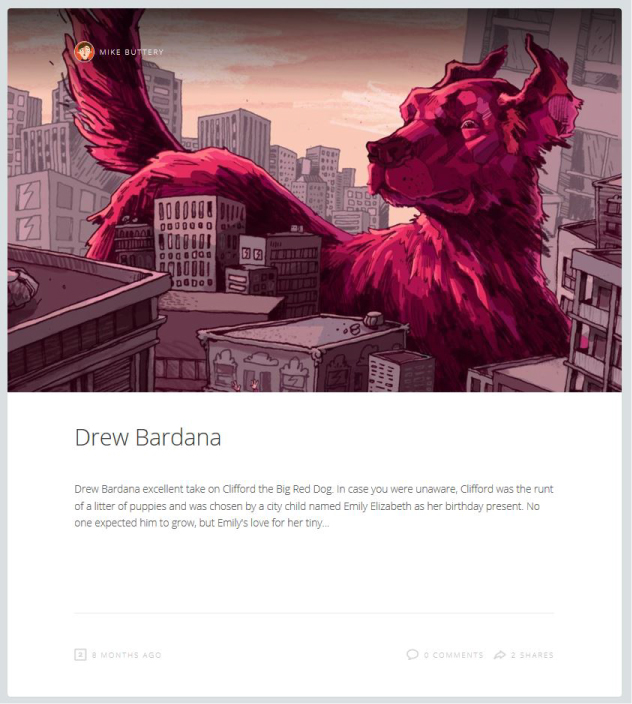 MIKE BUTTERY
Drew Bardana
Drew Bardana excellent take on Clifford the Big Red Dog. In case you were unaware, Clifford was the runt
of a litter of puppies and was chosen by a city child named Emily Elizabeth as her birthday present. No
one expected him to grow, but Emily's love for her tiny...
8 MONTHS AGO
0 COMMENTS 2 SHARES